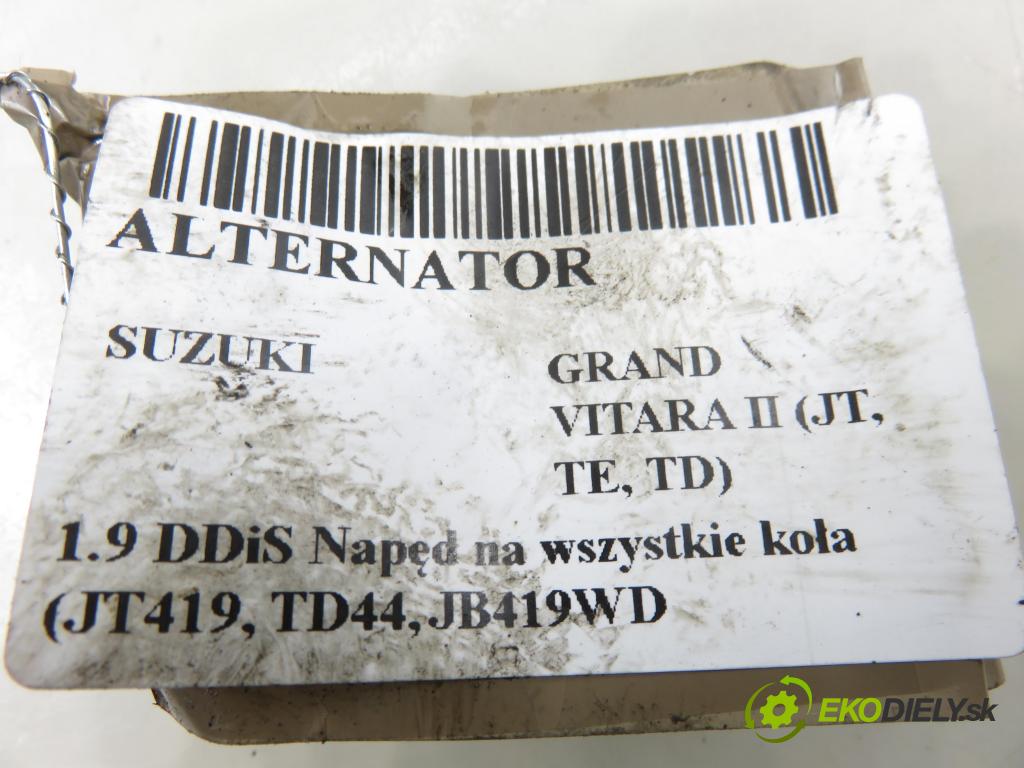 ALTERNATOR
SUZUKI
GRAND
VITARA II (JT,
TE, TD)
1.9 DDiS Napęd na wszystkie koła
(JT419, TD44, JB419WD
EKODIELY.sk